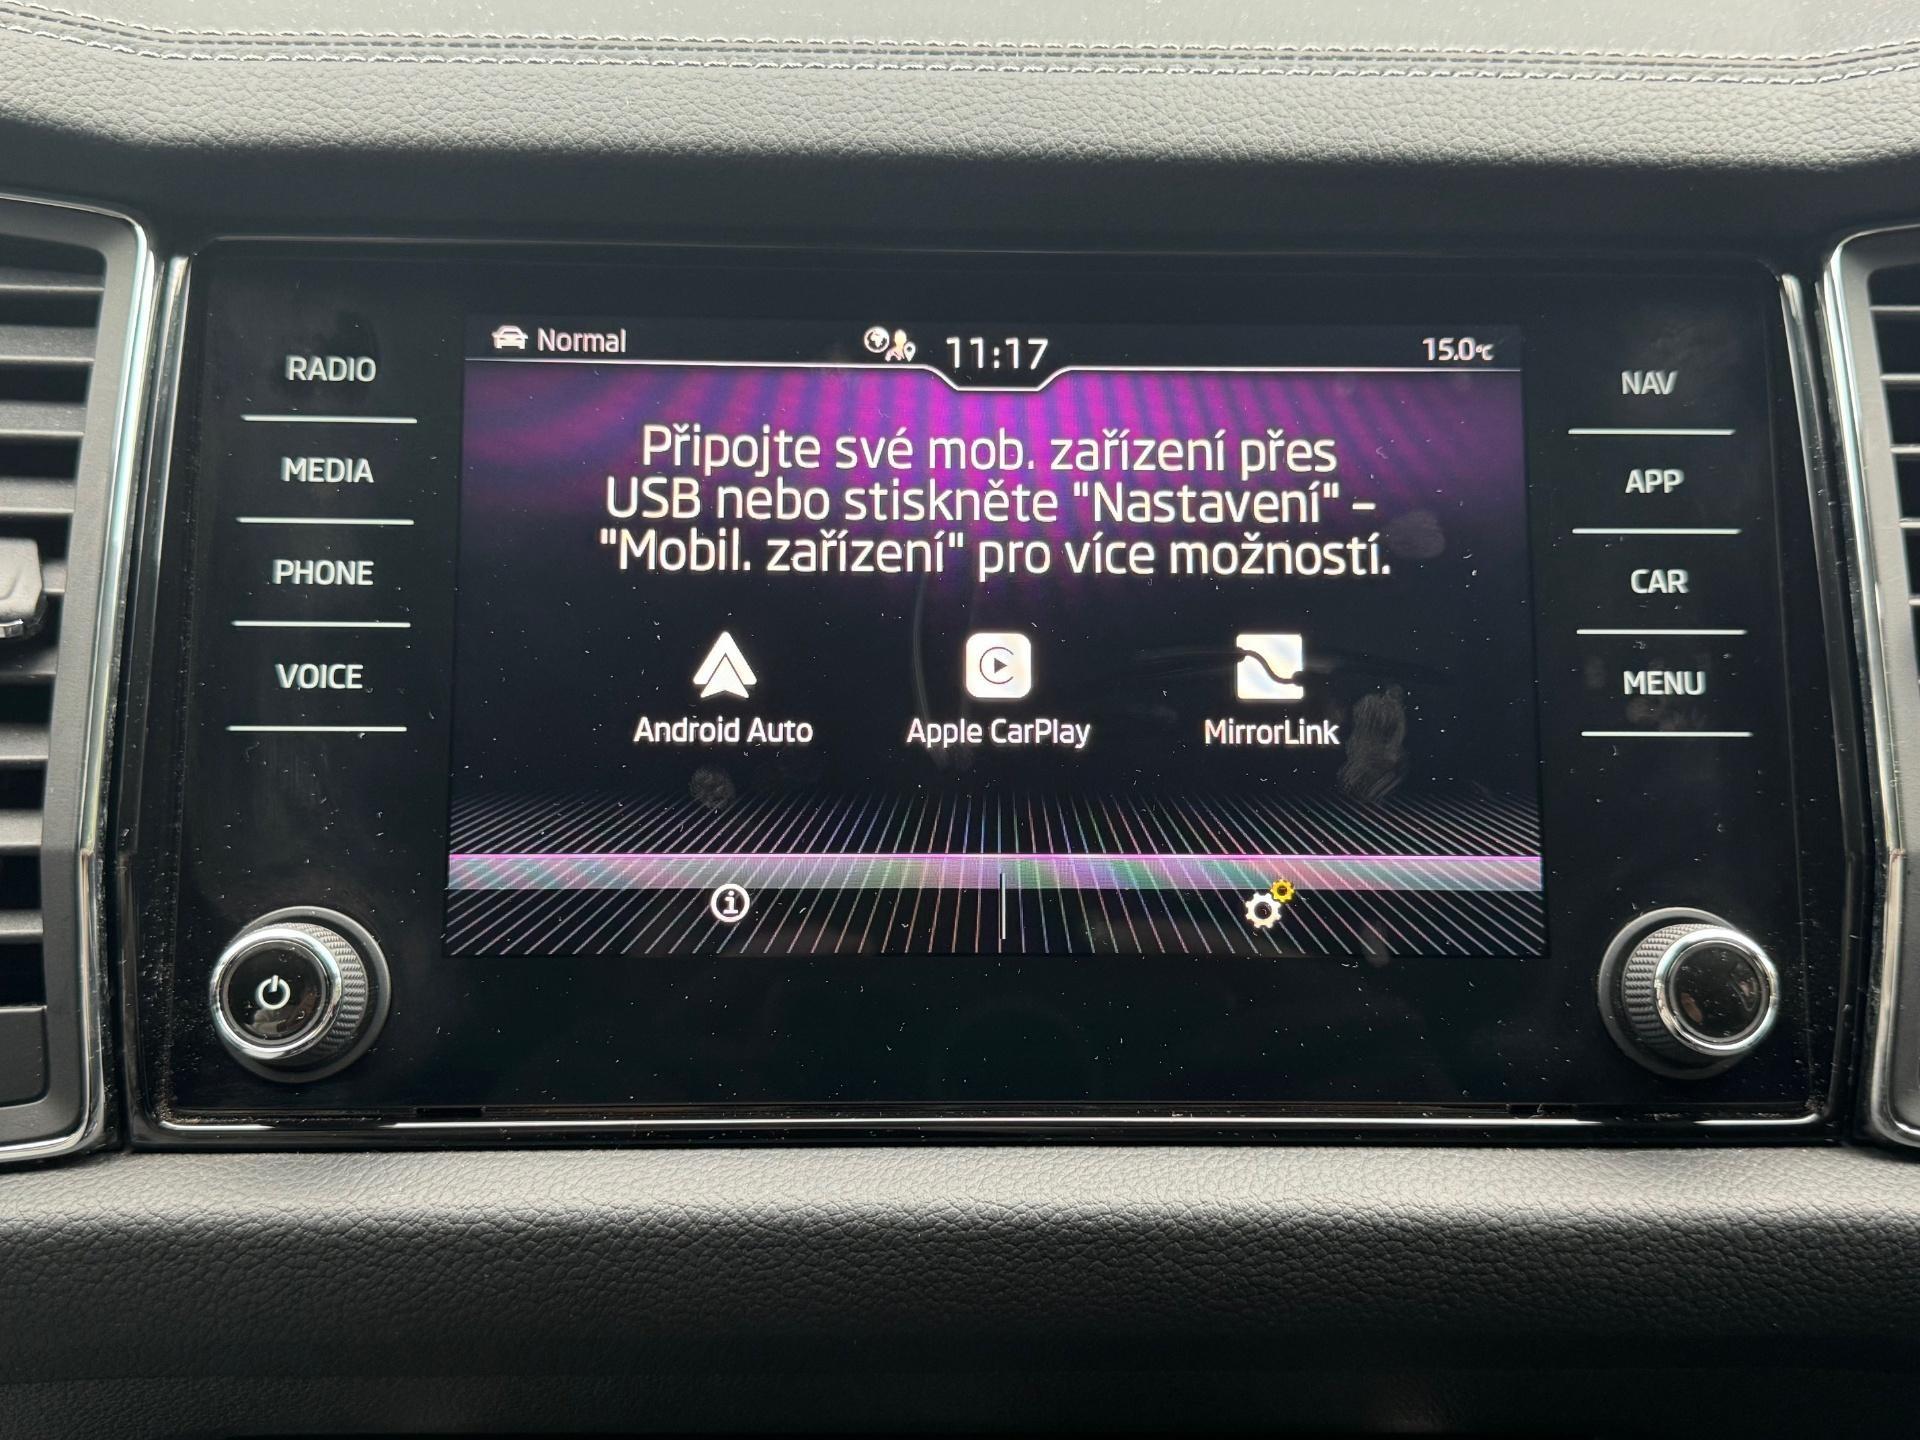 Normal
11:17
15.0°C
RADIO
MEDIA
PHONE
VOICE
Připojte své mob. zařízení přes
USB nebo stiskněte "Nastavení" –
"Mobil. zařízení" pro více možností.
Android Auto
Apple CarPlay
MirrorLink
NAV
APP
CAR
MENU